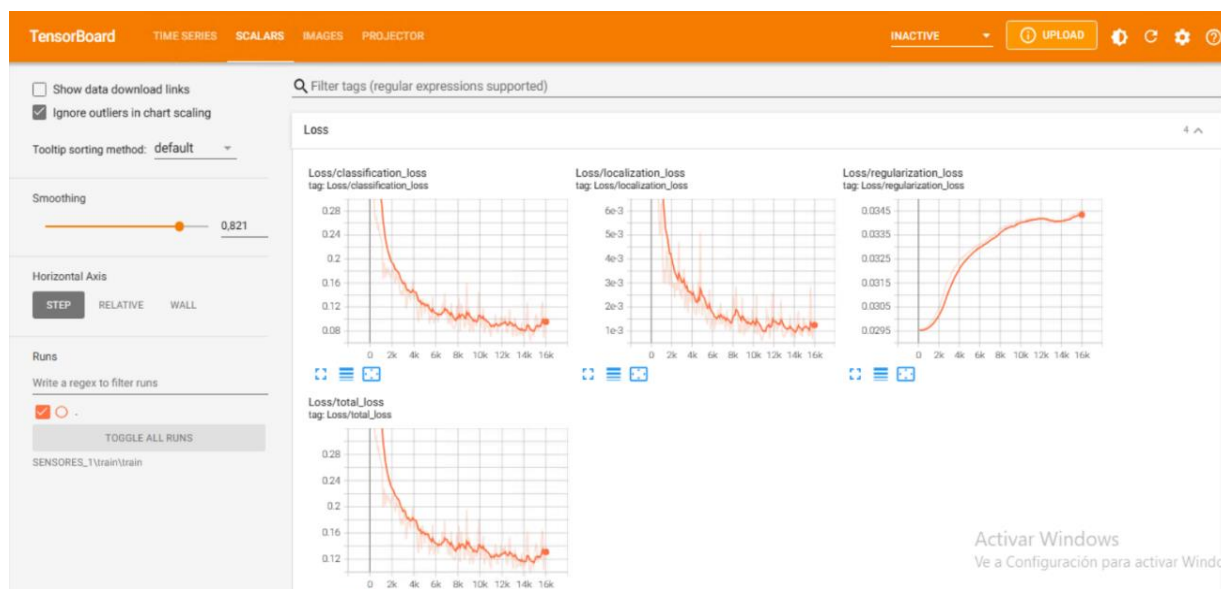 TensorBoard TIME SERIES SCALARS IMAGES PROJECTOR INACTIVE UPLOAD
Show data download links
Ignore outliers in chart scaling
Tooltip sorting method: default
Smoothing
0,821
Horizontal Axis
STEP RELATIVE WALL
Runs
Write a regex to filter runs
.
TOGGLE ALL RUNS
SENSORES_1\train\train
Filter tags (regular expressions supported)
Loss 4
Loss/classification_loss
tag: Loss/classification_loss
0.28
0.24
0.2
0.16
0.12
0.08
0 2k 4k 6k 8k 10k 12k 14k 16k
Loss/localization_loss
tag: Loss/localization_loss
6e-3
5e-3
4e-3
3e-3
2e-3
1e-3
0 2k 4k 6k 8k 10k 12k 14k 16k
Loss/regularization_loss
tag: Loss/regularization_loss
0.0345
0.0335
0.0325
0.0315
0.0305
0.0295
0 2k 4k 6k 8k 10k 12k 14k 16k
Loss/total_loss
tag: Loss/total_loss
0.28
0.24
0.2
0.16
0.12
0 2k 4k 6k 8k 10k 12k 14k 16k
Activar Windows
Ve a Configuración para activar Windo